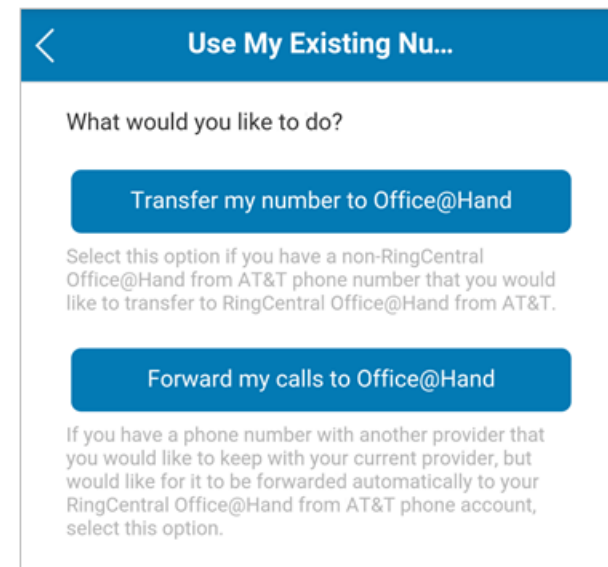 Use My Existing Nu...
What would you like to do?
Transfer my number to Office@Hand
Select this option if you have a non-RingCentral
Office@Hand from AT&T phone number that you would
like to transfer to RingCentral Office@Hand from AT&T.
Forward my calls to Office@Hand
If you have a phone number with another provider that
you would like to keep with your current provider, but
would like for it to be forwarded automatically to your
RingCentral Office@Hand from AT&T phone account,
select this option.